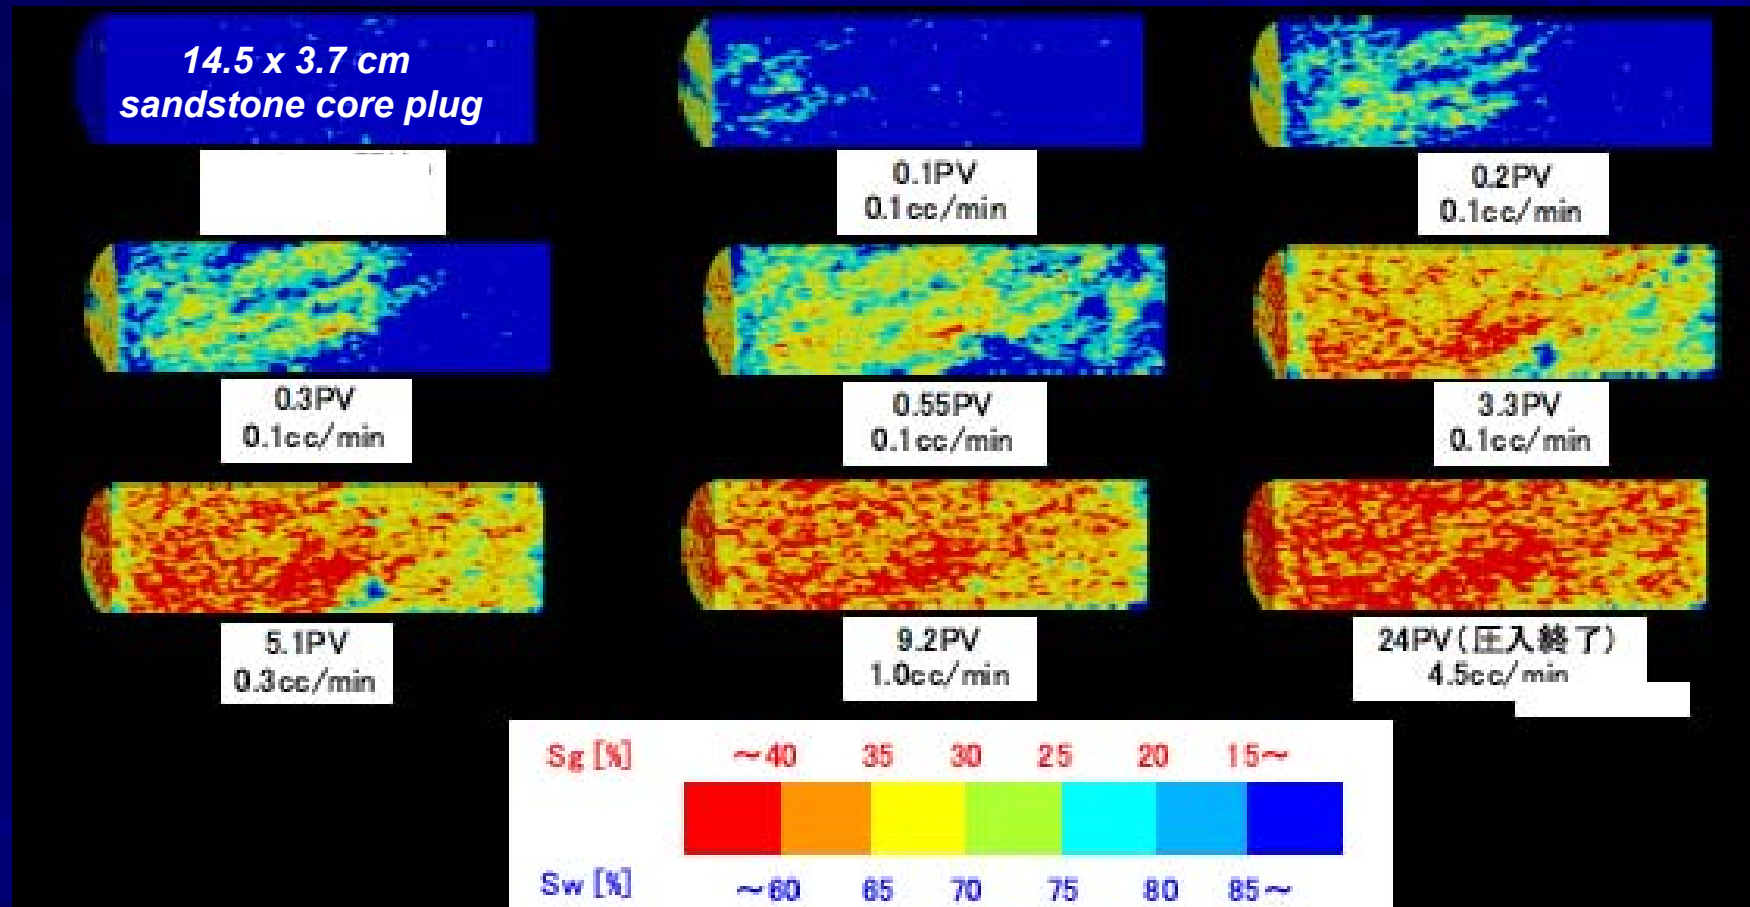 14.5 x 3.7 cm
sandstone core plug
0.1PV
0.1cc/min
0.2PV
0.1cc/min
0.3PV
0.1cc/min
0.55PV
0.1cc/min
3.3PV
0.1cc/min
5.1PV
0.3cc/min
9.2PV
1.0cc/min
24PV(圧入終了)
4.5cc/min
Sg [%] ～40 35 30 25 20 15～
Sw [%] ～60 65 70 75 80 85～